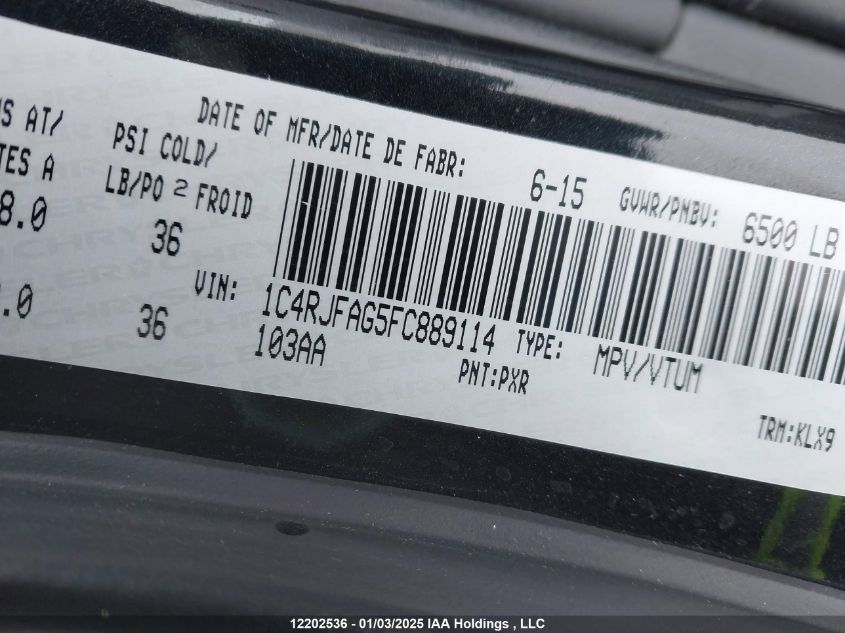 DATE OF MFR/DATE DE FABR: 6-15 GVWR/PNBV: 6500 LB
AT/ PSI COLD/
A LB/PO 2 FROID
8.0 36
VIN: 1C4RJFAG5FC889114 TYPE: MPV/VTUM
.0 36 103AA PNT:PXR TRM:KLX9
12202536 - 01/03/2025 IAA Holdings , LLC